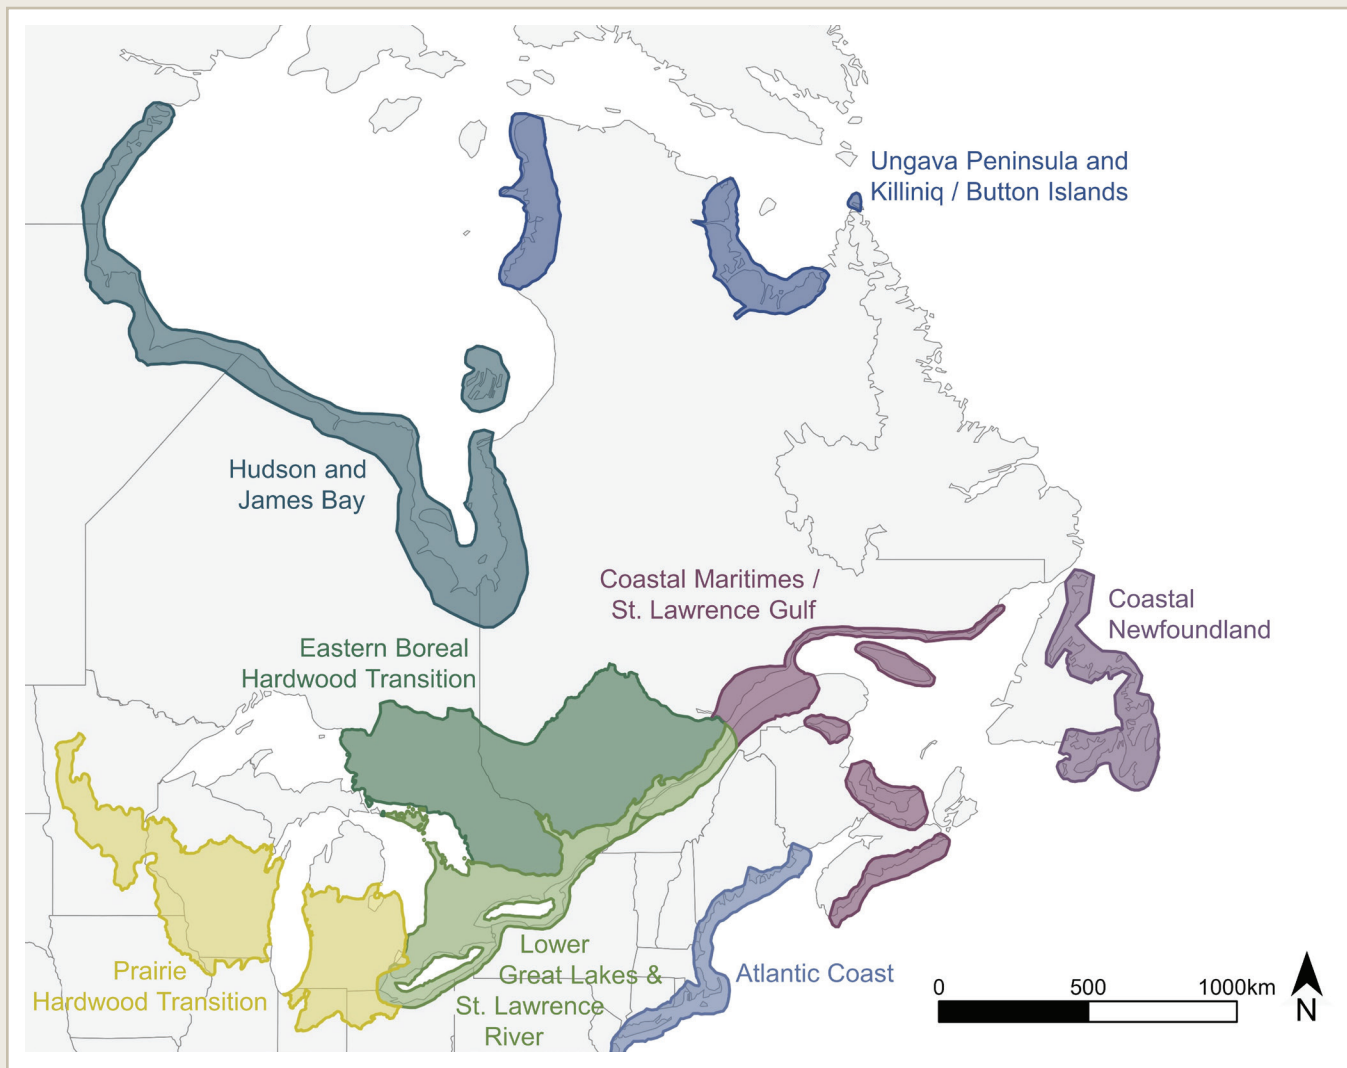 Ungava Peninsula and
Killiniq / Button Islands
Hudson and
James Bay
Coastal Maritimes /
St. Lawrence Gulf
Coastal
Newfoundland
Eastern Boreal
Hardwood Transition
Prairie
Hardwood Transition
Lower
Great Lakes &
St. Lawrence
River
Atlantic Coast
0 500 1000km
N